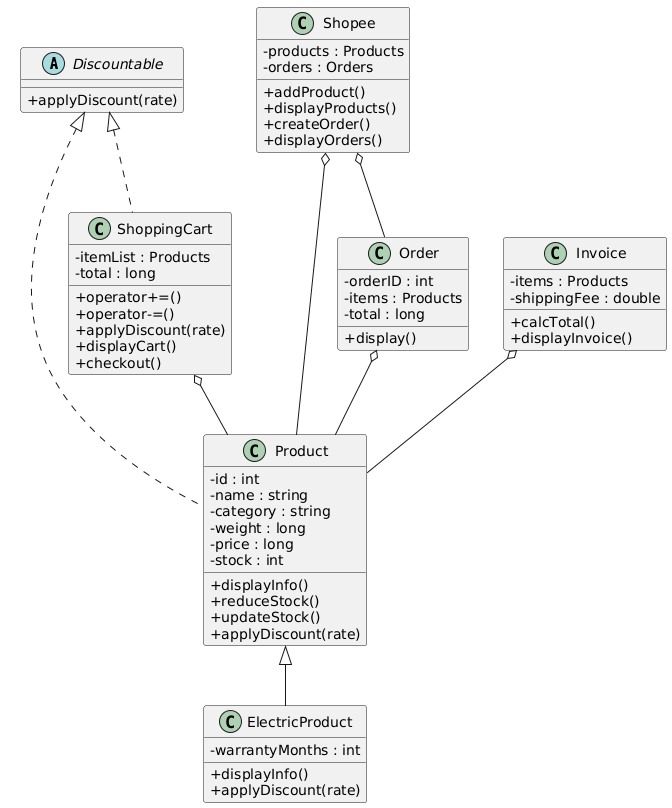 C Shopee
-products : Products
-orders : Orders
+addProduct()
+displayProducts()
+createOrder()
+displayOrders()
A Discountable
+applyDiscount(rate)
C ShoppingCart
-itemList : Products
-total : long
+operator+=()
+operator-=()
+applyDiscount(rate)
+displayCart()
+checkout()
C Order
-orderID : int
-items : Products
-total : long
+display()
C Invoice
-items : Products
-shippingFee : double
+calcTotal()
+displayInvoice()
C Product
-id : int
-name : string
-category : string
-weight : long
-price : long
-stock : int
+displayInfo()
+reduceStock()
+updateStock()
+applyDiscount(rate)
C ElectricProduct
-warrantyMonths : int
+displayInfo()
+applyDiscount(rate)